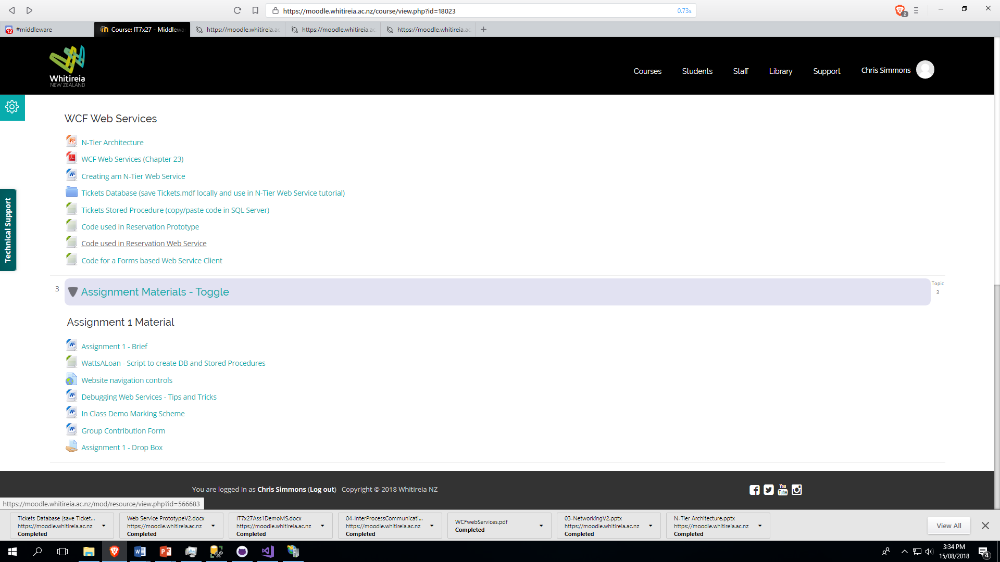 https://moodle.whitireia.ac.nz/course/view.php?id=18023
0.73s
2
12
#middleware
Course: IT7x27 - Middlewa
https://moodle.whitireia.ac
https://moodle.whitireia.ac
https://moodle.whitireia.ac
Whitireia
NEW ZEALAND
Courses
Students
Staff
Library
Support
Chris Simmons
Technical Support
WCF Web Services
N-Tier Architecture
WCF Web Services (Chapter 23)
Creating am N-Tier Web Service
Tickets Database (save Tickets.mdf locally and use in N-Tier Web Service tutorial)
Tickets Stored Procedure (copy/paste code in SQL Server)
Code used in Reservation Prototype
Code used in Reservation Web Service
Code for a Forms based Web Service Client
3
Assignment Materials - Toggle
Topic
3
Assignment 1 Material
Assignment 1 - Brief
WattsALoan - Script to create DB and Stored Procedures
Website navigation controls
Debugging Web Services - Tips and Tricks
In Class Demo Marking Scheme
Group Contribution Form
Assignment 1 - Drop Box
You are logged in as Chris Simmons (Log out) Copyright © 2018 Whitireia NZ
You
Tube
https://moodle.whitireia.ac.nz/mod/resource/view.php?id=566683
Tickets Database (save Ticket...
https://moodle.whitireia.ac.nz
Completed
Web Service PrototypeV2.docx
https://moodle.whitireia.ac.nz
Completed
IT7x27Ass1DemoMS.docx
https://moodle.whitireia.ac.nz
Completed
04-InterProcessCommunicati...
https://moodle.whitireia.ac.nz
Completed
WCFwebServices.pdf
Completed
03-NetworkingV2.pptx
https://moodle.whitireia.ac.nz
Completed
N-Tier Architecture.pptx
https://moodle.whitireia.ac.nz
Completed
View All
3:34 PM
15/08/2018
4